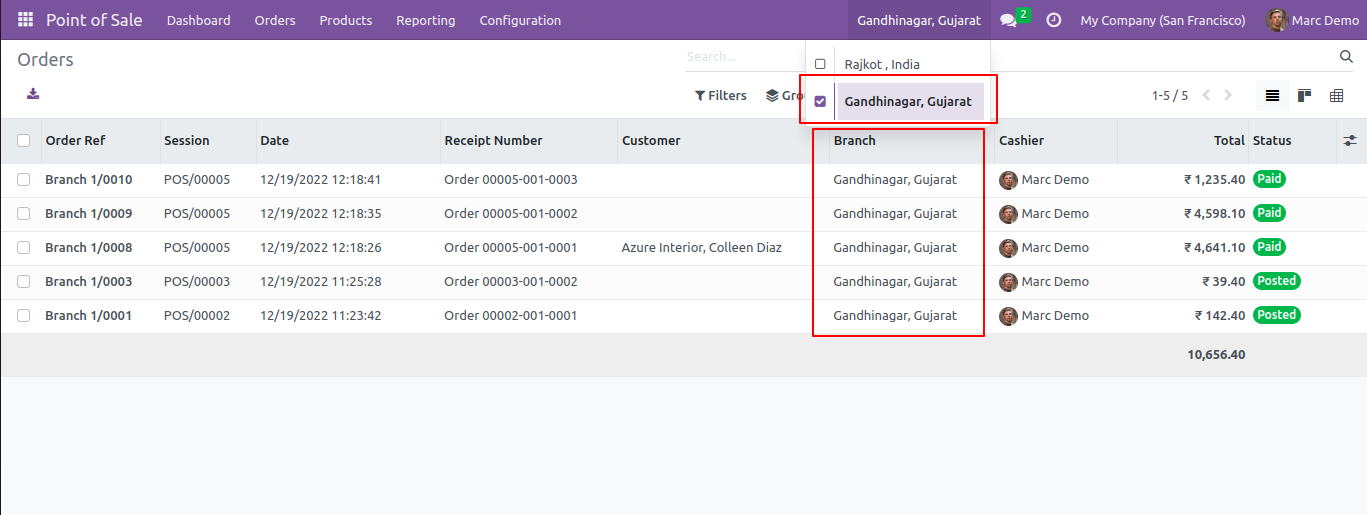 Point of Sale Dashboard Orders Products Reporting Configuration Gandhinagar, Gujarat 2 My Company (San Francisco) Marc Demo
Orders Search...
Rajkot , India
Filters Gro Gandhinagar, Gujarat 1-5 / 5
Order Ref Session Date Receipt Number Customer Branch Cashier Total Status
Branch 1/0010 POS/00005 12/19/2022 12:18:41 Order 00005-001-0003 Gandhinagar, Gujarat Marc Demo ₹ 1,235.40 Paid
Branch 1/0009 POS/00005 12/19/2022 12:18:35 Order 00005-001-0002 Gandhinagar, Gujarat Marc Demo ₹ 4,598.10 Paid
Branch 1/0008 POS/00005 12/19/2022 12:18:26 Order 00005-001-0001 Azure Interior, Colleen Diaz Gandhinagar, Gujarat Marc Demo ₹ 4,641.10 Paid
Branch 1/0003 POS/00003 12/19/2022 11:25:28 Order 00003-001-0002 Gandhinagar, Gujarat Marc Demo ₹ 39.40 Posted
Branch 1/0001 POS/00002 12/19/2022 11:23:42 Order 00002-001-0001 Gandhinagar, Gujarat Marc Demo ₹ 142.40 Posted
10,656.40